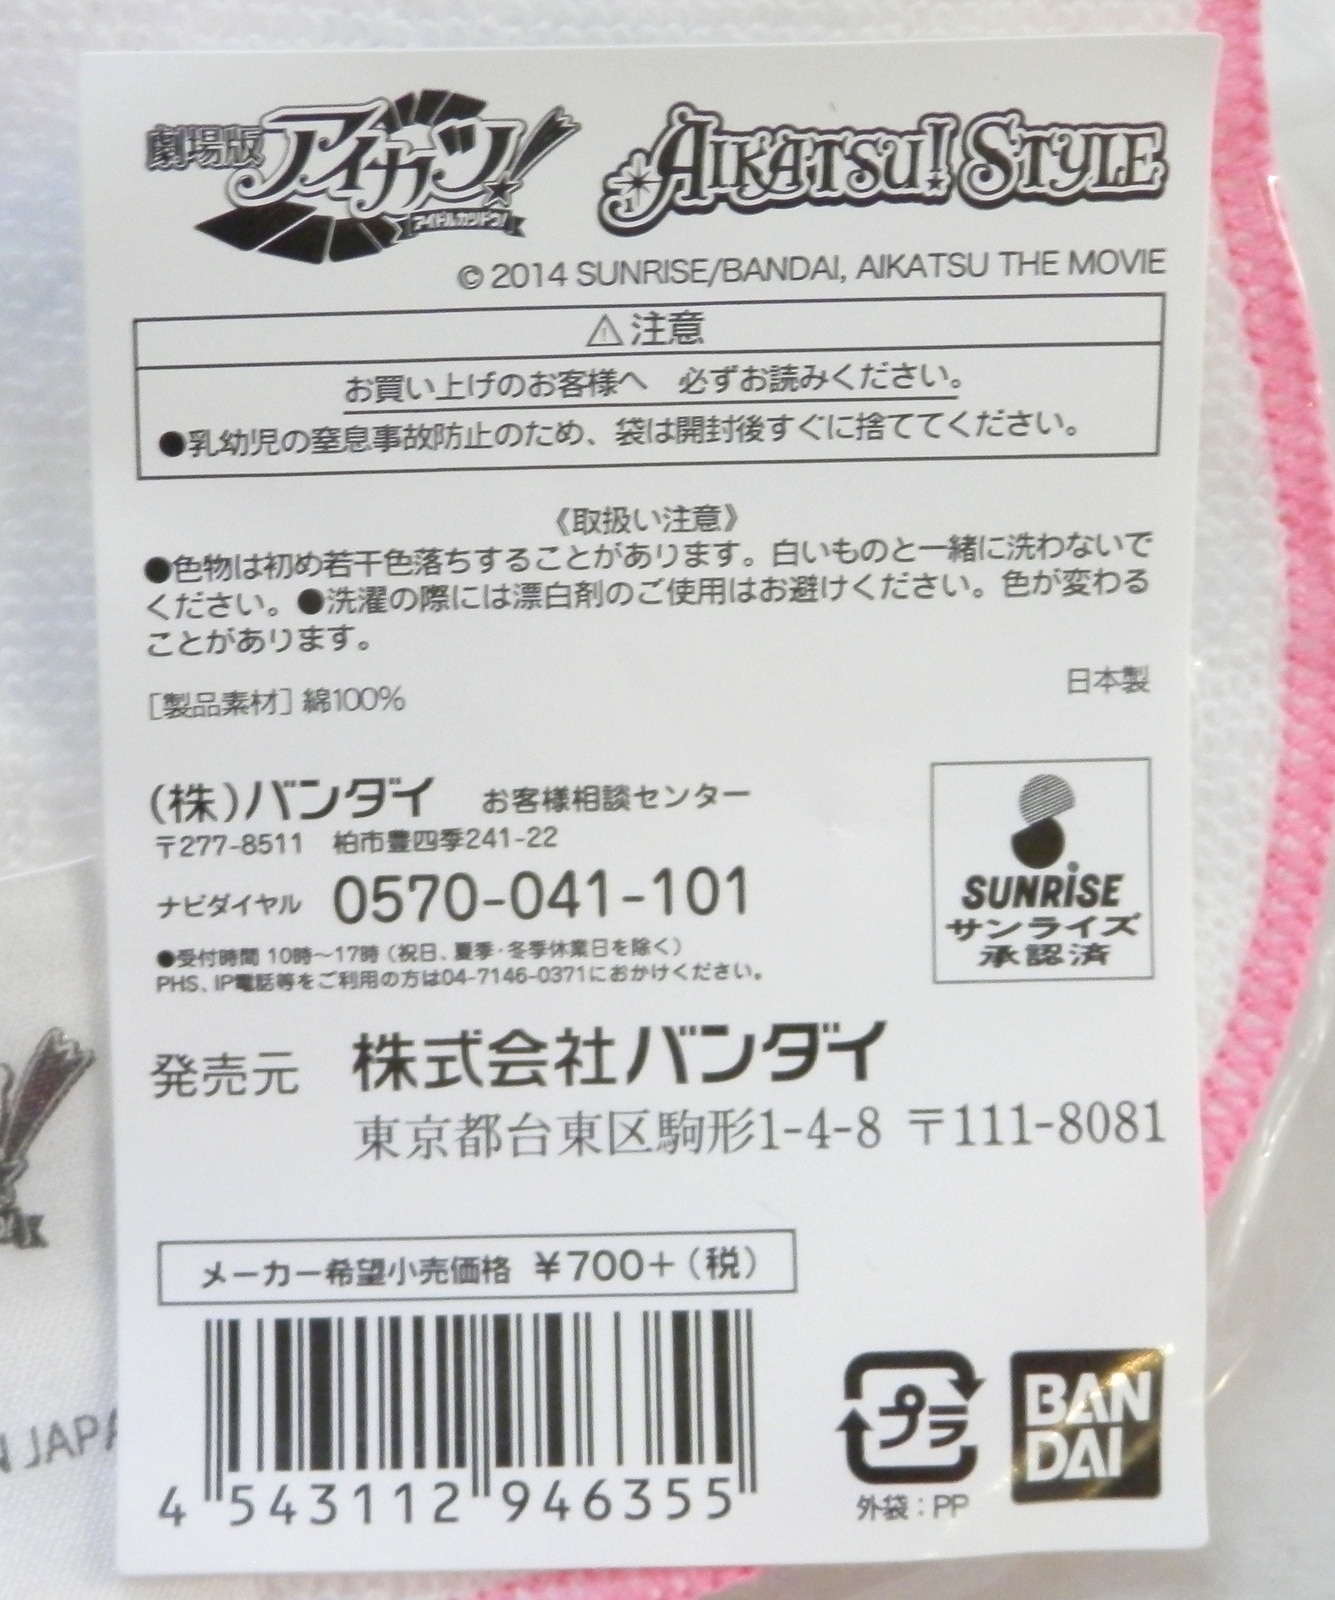 劇場版 アイカツ!
アイドルカツドウ!
AIKATSU! STYLE
© 2014 SUNRISE/BANDAI, AIKATSU THE MOVIE
⚠注意
お買い上げのお客様へ 必ずお読みください。
●乳幼児の窒息事故防止のため、袋は開封後すぐに捨ててください。
《取扱い注意》
●色物は初め若干色落ちすることがあります。白いものと一緒に洗わないで
ください。●洗濯の際には漂白剤のご使用はお避けください。色が変わる
ことがあります。
[製品素材] 綿100%
日本製
(株)バンダイ お客様相談センター
〒277-8511 柏市豊四季241-22
ナビダイヤル 0570-041-101
●受付時間 10時〜17時(祝日、夏季・冬季休業日を除く)
PHS、IP電話等をご利用の方は04-7146-0371におかけください。
SUNRISE
サンライズ
承認済
発売元 株式会社バンダイ
東京都台東区駒形1-4-8 〒111-8081
メーカー希望小売価格 ¥700+(税)
4 543112 946355
プラ
外袋:PP
BAN
DAI
N JAPA